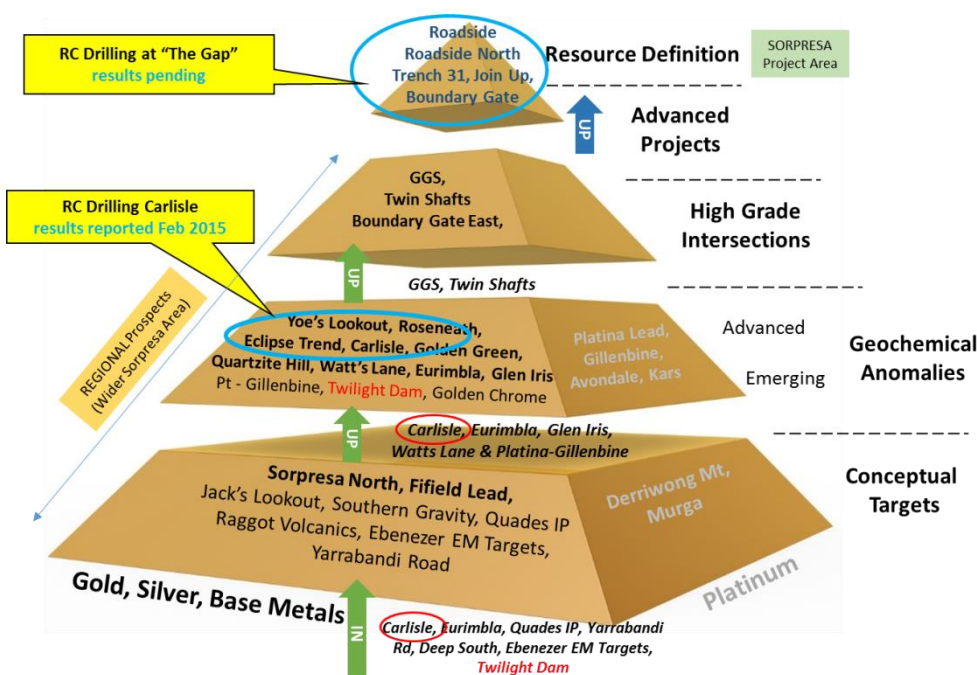 RC Drilling at “The Gap”
results pending
Roadside
Roadside North
Trench 31, Join Up,
Boundary Gate
Resource Definition
SORPRESA
Project Area
UP
Advanced
Projects
GGS,
Twin Shafts
Boundary Gate East,
High Grade
Intersections
RC Drilling Carlisle
results reported Feb 2015
UP
GGS, Twin Shafts
REGIONAL Prospects
(Wider Sorpresa Area)
Yoe’s Lookout, Roseneath,
Eclipse Trend, Carlisle, Golden Green,
Quartzite Hill, Watt’s Lane, Eurimbla, Glen Iris
Pt - Gillenbine, Twilight Dam, Golden Chrome
Platina Lead,
Gillenbine,
Avondale, Kars
Advanced
Emerging
Geochemical
Anomalies
UP
Carlisle, Eurimbla, Glen Iris,
Watts Lane & Platina-Gillenbine
Sorpresa North, Fifield Lead,
Jack’s Lookout, Southern Gravity, Quades IP
Raggot Volcanics, Ebenezer EM Targets,
Yarrabandi Road
Derriwong Mt,
Murga
Conceptual
Targets
Gold, Silver, Base Metals
Platinum
IN
Carlisle, Eurimbla, Quades IP, Yarrabandi
Rd, Deep South, Ebenezer EM Targets,
Twilight Dam